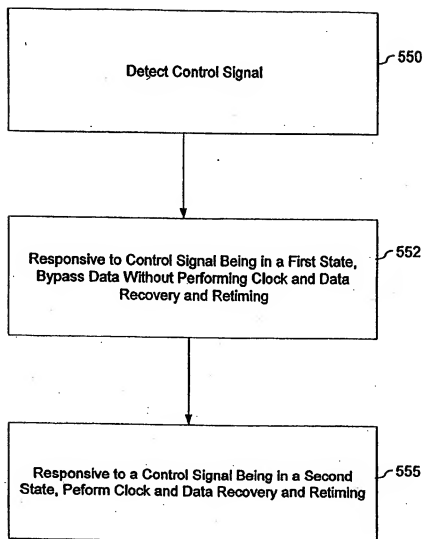 Detect Control Signal
550
Responsive to Control Signal Being in a First State,
Bypass Data Without Performing Clock and Data
Recovery and Retiming
552
Responsive to a Control Signal Being in a Second
State, Peform Clock and Data Recovery and Retiming
555